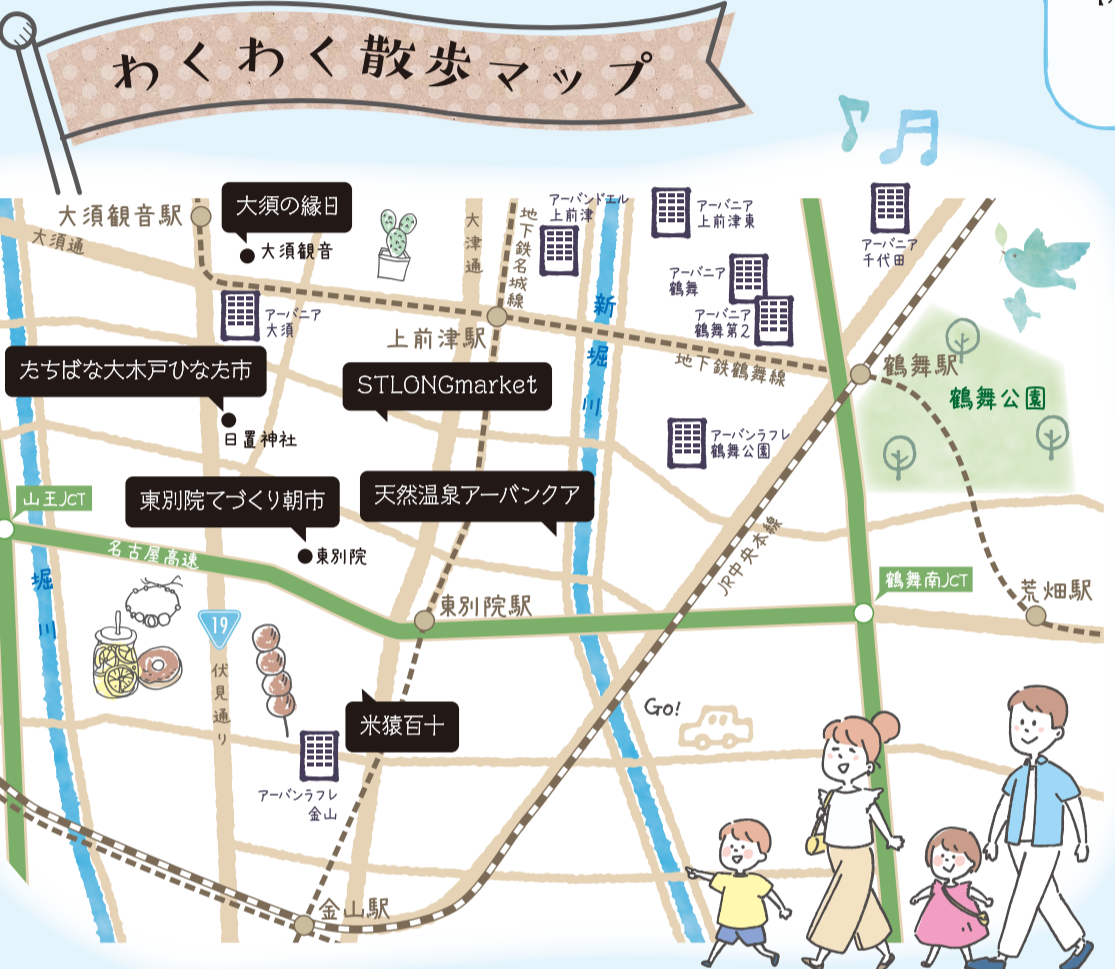 わくわく散歩マップ
大須観音駅
大須の縁日
大須観音
大須通
大津通
地下鉄名城線
アーバンドエル
上前津
アーバニア
上前津東
アーバニア
千代田
アーバニア
鶴舞
アーバニア
鶴舞第2
アーバニア
大須
新堀川
上前津駅
地下鉄鶴舞線
鶴舞駅
鶴舞公園
たちばな大木戸ひなた市
日置神社
STLONGmarket
アーバンラフレ
鶴舞公園
天然温泉アーバンクア
東別院てづくり朝市
東別院
山王JCT
名古屋高速
堀川
JR中央本線
鶴舞南JCT
荒畑駅
東別院駅
19
伏見通り
米猿百十
Go!
アーバンラフレ
金山
金山駅